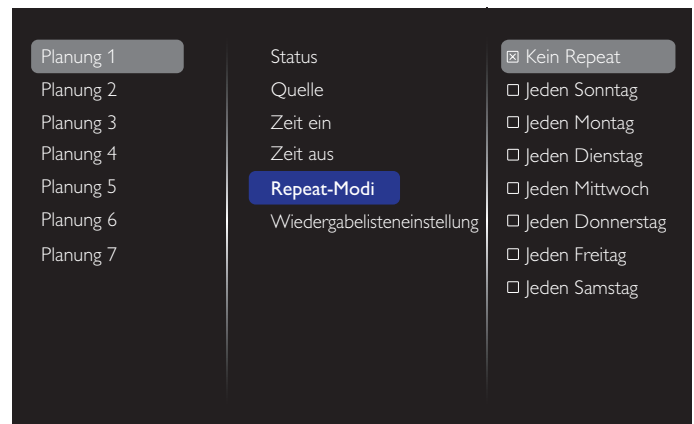 Planung 1
Planung 2
Planung 3
Planung 4
Planung 5
Planung 6
Planung 7
Status
Quelle
Zeit ein
Zeit aus
Repeat-Modi
Wiedergabelisteneinstellung
Kein Repeat
Jeden Sonntag
Jeden Montag
Jeden Dienstag
Jeden Mittwoch
Jeden Donnerstag
Jeden Freitag
Jeden Samstag